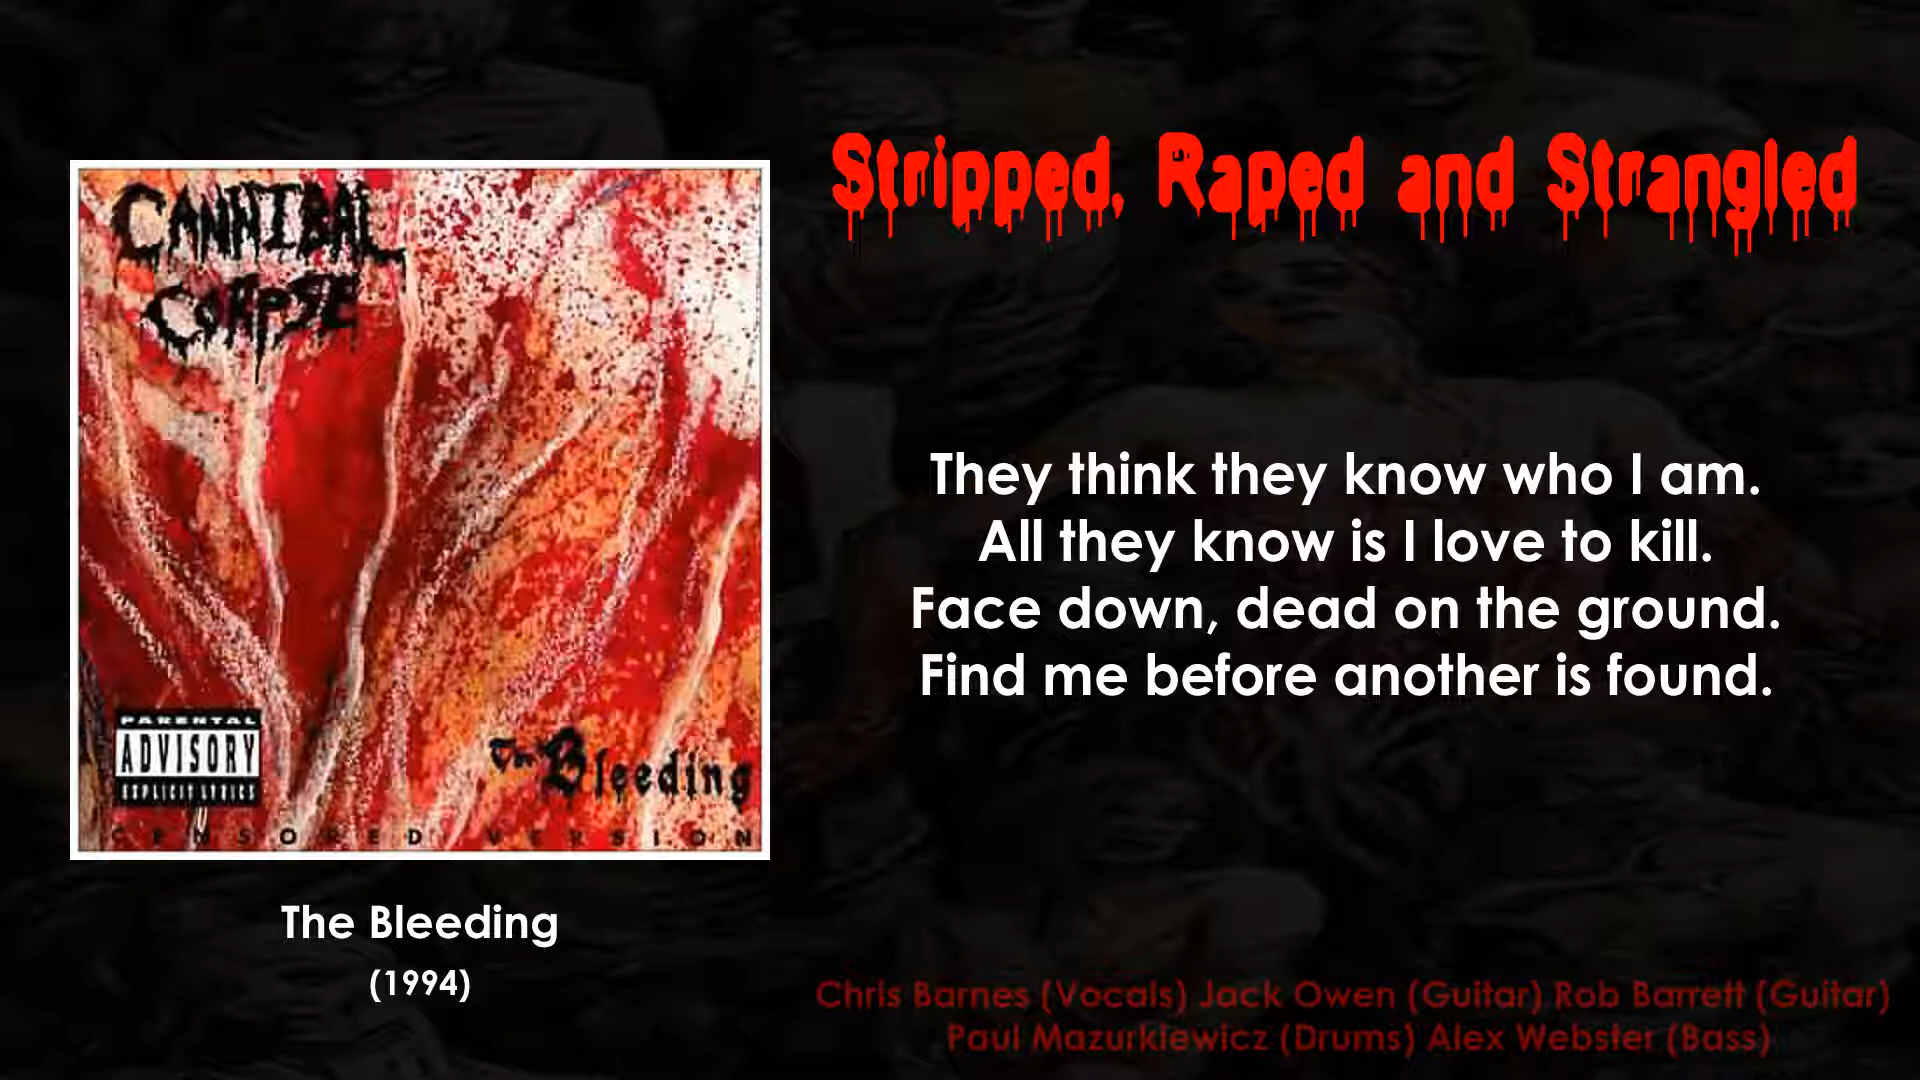 Stripped, Raped and Strangled
CANNIBAL
CORPSE
PARENTAL
ADVISORY
EXPLICIT LYRICS
The Bleeding
CENSORED VERSION
They think they know who I am.
All they know is I love to kill.
Face down, dead on the ground.
Find me before another is found.
The Bleeding
(1994)
Chris Barnes (Vocals) Jack Owen (Guitar) Rob Barrett (Guitar)
Paul Mazurkiewicz (Drums) Alex Webster (Bass)